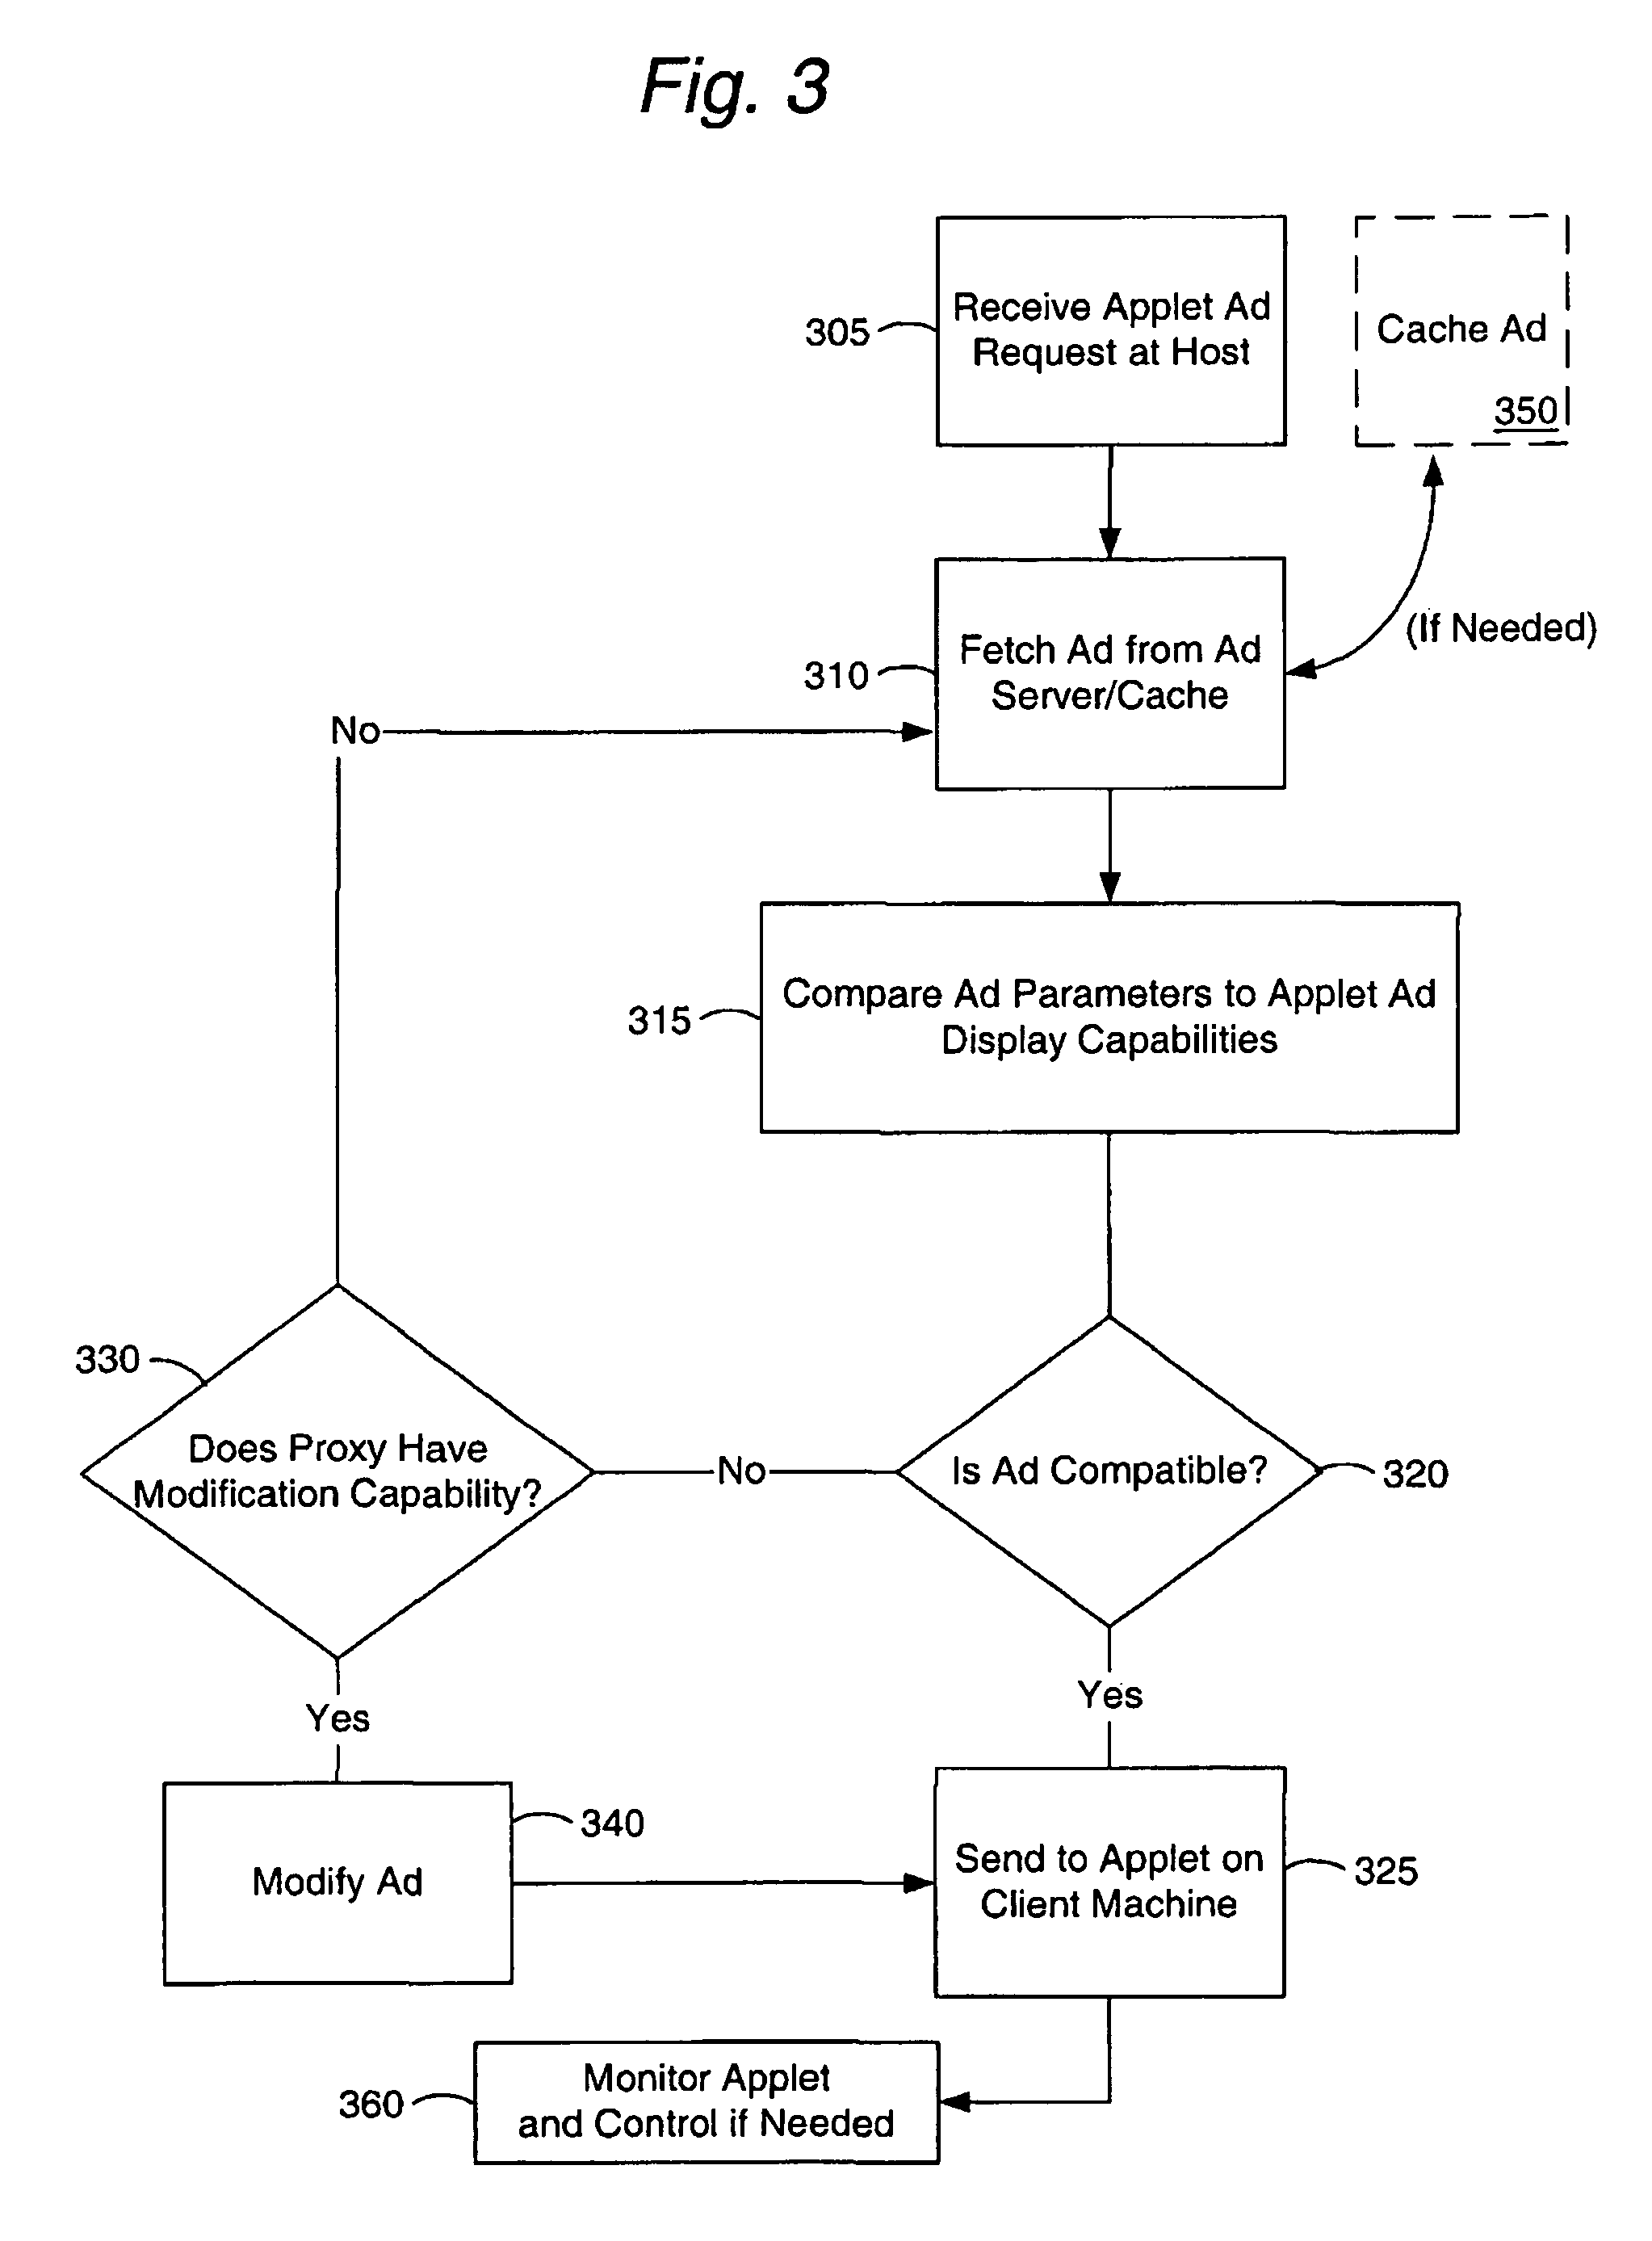 Fig. 3
305
Receive Applet Ad
Request at Host
Cache Ad
350
310
Fetch Ad from Ad
Server/Cache
(If Needed)
No
315
Compare Ad Parameters to Applet Ad
Display Capabilities
330
Does Proxy Have
Modification Capability?
No
Is Ad Compatible?
320
Yes
Yes
Modify Ad
340
Send to Applet on
Client Machine
325
360
Monitor Applet
and Control if Needed